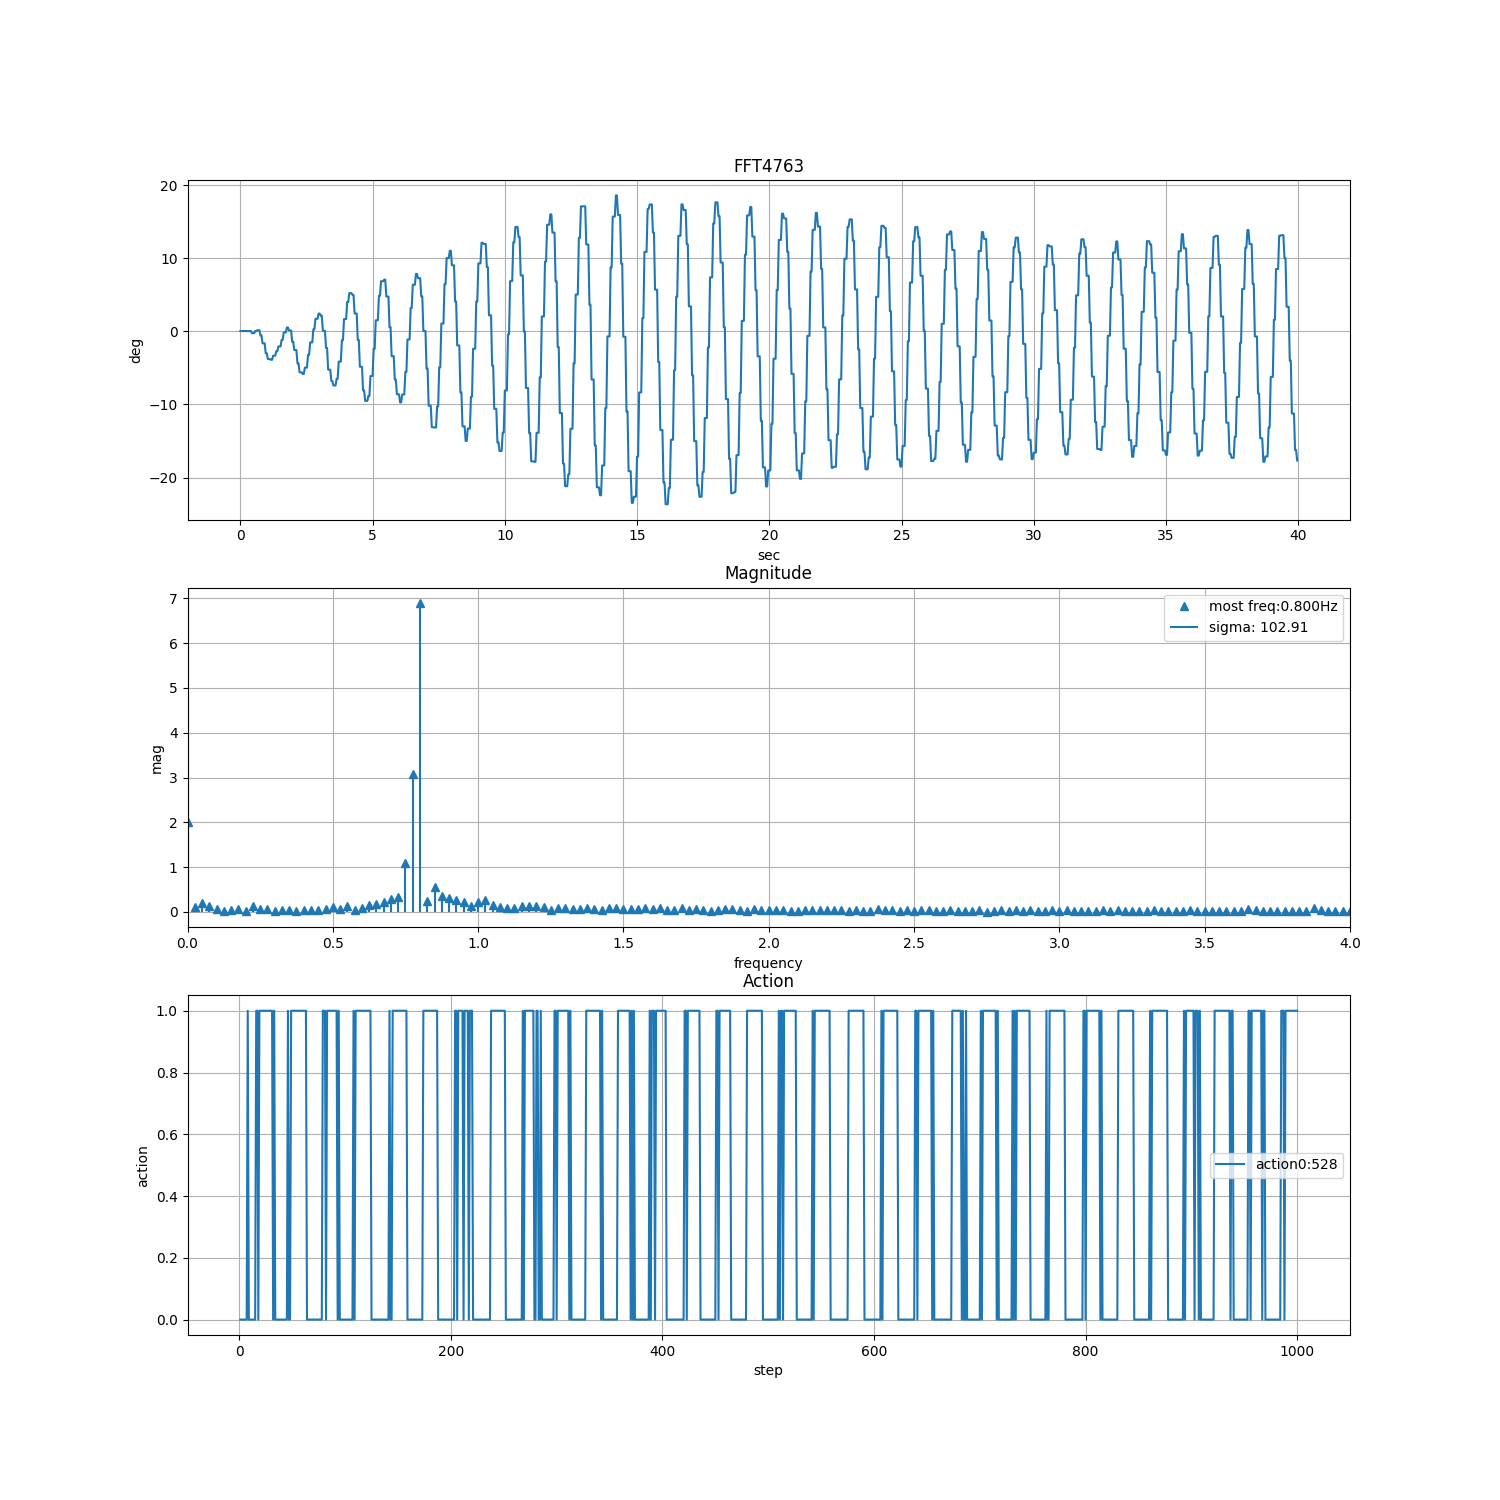 FFT4763
20
10
0
−10
−20
deg
0 5 10 15 20 25 30 35 40
sec
Magnitude
7
6
5
4
3
2
1
0
mag
most freq:0.800Hz
sigma: 102.91
0.0 0.5 1.0 1.5 2.0 2.5 3.0 3.5 4.0
frequency
Action
1.0
0.8
0.6
0.4
0.2
0.0
action
action0:528
0 200 400 600 800 1000
step